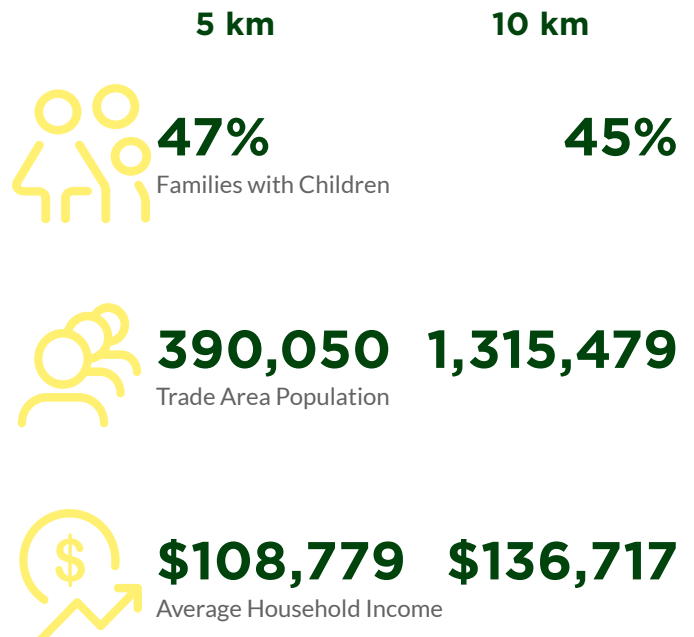 5 km 10 km
47% 45%
Families with Children
390,050 1,315,479
Trade Area Population
$
$108,779 $136,717
Average Household Income